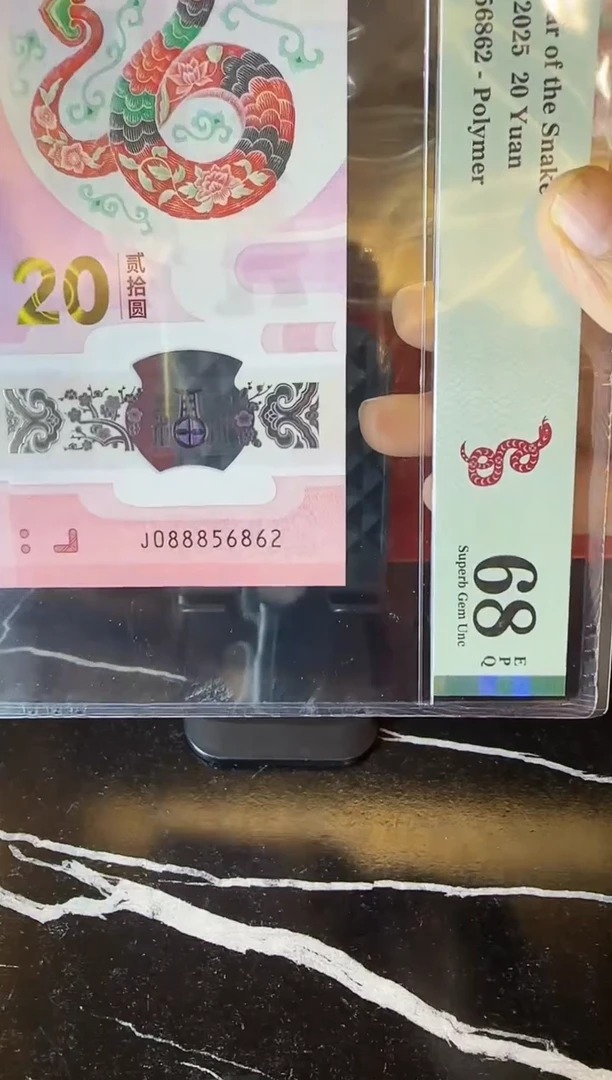 20
贰拾圆
J088856862
ar of the Snake
2025 20 Yuan
56862 - Polymer
68
EPQ
Superb Gem Unc